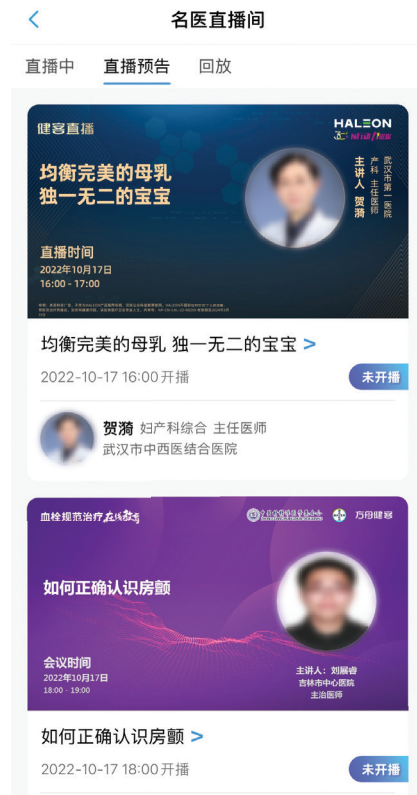 名医直播间
直播中
直播预告
回放
健客直播
HALEON
均衡完美的母乳
独一无二的宝宝
主讲人 贺漪
产科 主任医师
武汉市第一医院
直播时间
2022年10月17日
16:00 - 17:00
均衡完美的母乳 独一无二的宝宝 >
2022-10-17 16:00开播
未开播
贺漪 妇产科综合 主任医师
武汉市中西医结合医院
血栓规范治疗在线教育
方舟健客
如何正确认识房颤
会议时间
2022年10月17日
18:00 - 19:00
主讲人：刘展睿
吉林市中心医院
主治医师
如何正确认识房颤 >
2022-10-17 18:00开播
未开播